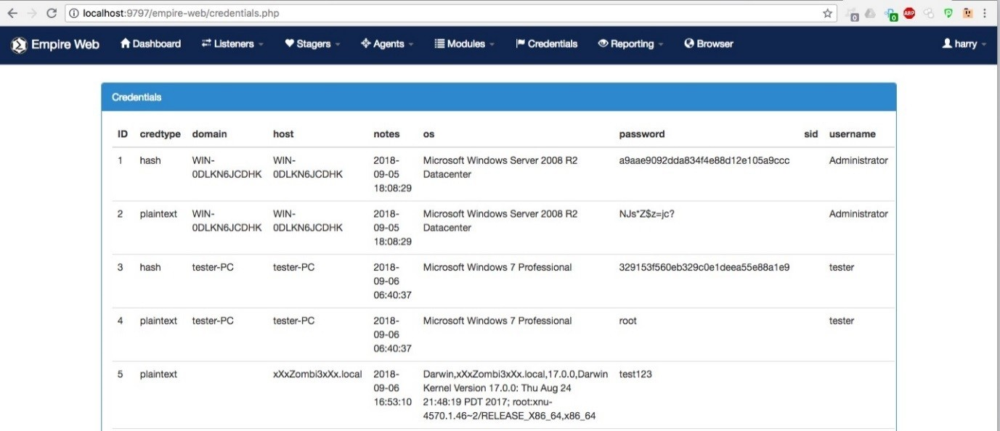 localhost:9797/empire-web/credentials.php
0 0 ABP
Empire Web Dashboard Listeners Stagers Agents Modules Credentials Reporting Browser harry
Credentials
ID credtype domain host notes os password sid username
1 hash WIN- WIN- 2018- Microsoft Windows Server 2008 R2 a9aae9092dda834f4e88d12e105a9ccc Administrator
0DLKN6JCDHK 0DLKN6JCDHK 09-05 Datacenter
18:08:29
2 plaintext WIN- WIN- 2018- Microsoft Windows Server 2008 R2 NJs*Z$z=jc? Administrator
0DLKN6JCDHK 0DLKN6JCDHK 09-05 Datacenter
18:08:29
3 hash tester-PC tester-PC 2018- Microsoft Windows 7 Professional 329153f560eb329c0e1deea55e88a1e9 tester
09-06
06:40:37
4 plaintext tester-PC tester-PC 2018- Microsoft Windows 7 Professional root tester
09-06
06:40:37
5 plaintext xXxZombi3xXx.local 2018- Darwin,xXxZombi3xXx.local,17.0.0,Darwin test123
09-06 Kernel Version 17.0.0: Thu Aug 24
16:53:10 21:48:19 PDT 2017; root:xnu-
4570.1.46~2/RELEASE_X86_64,x86_64